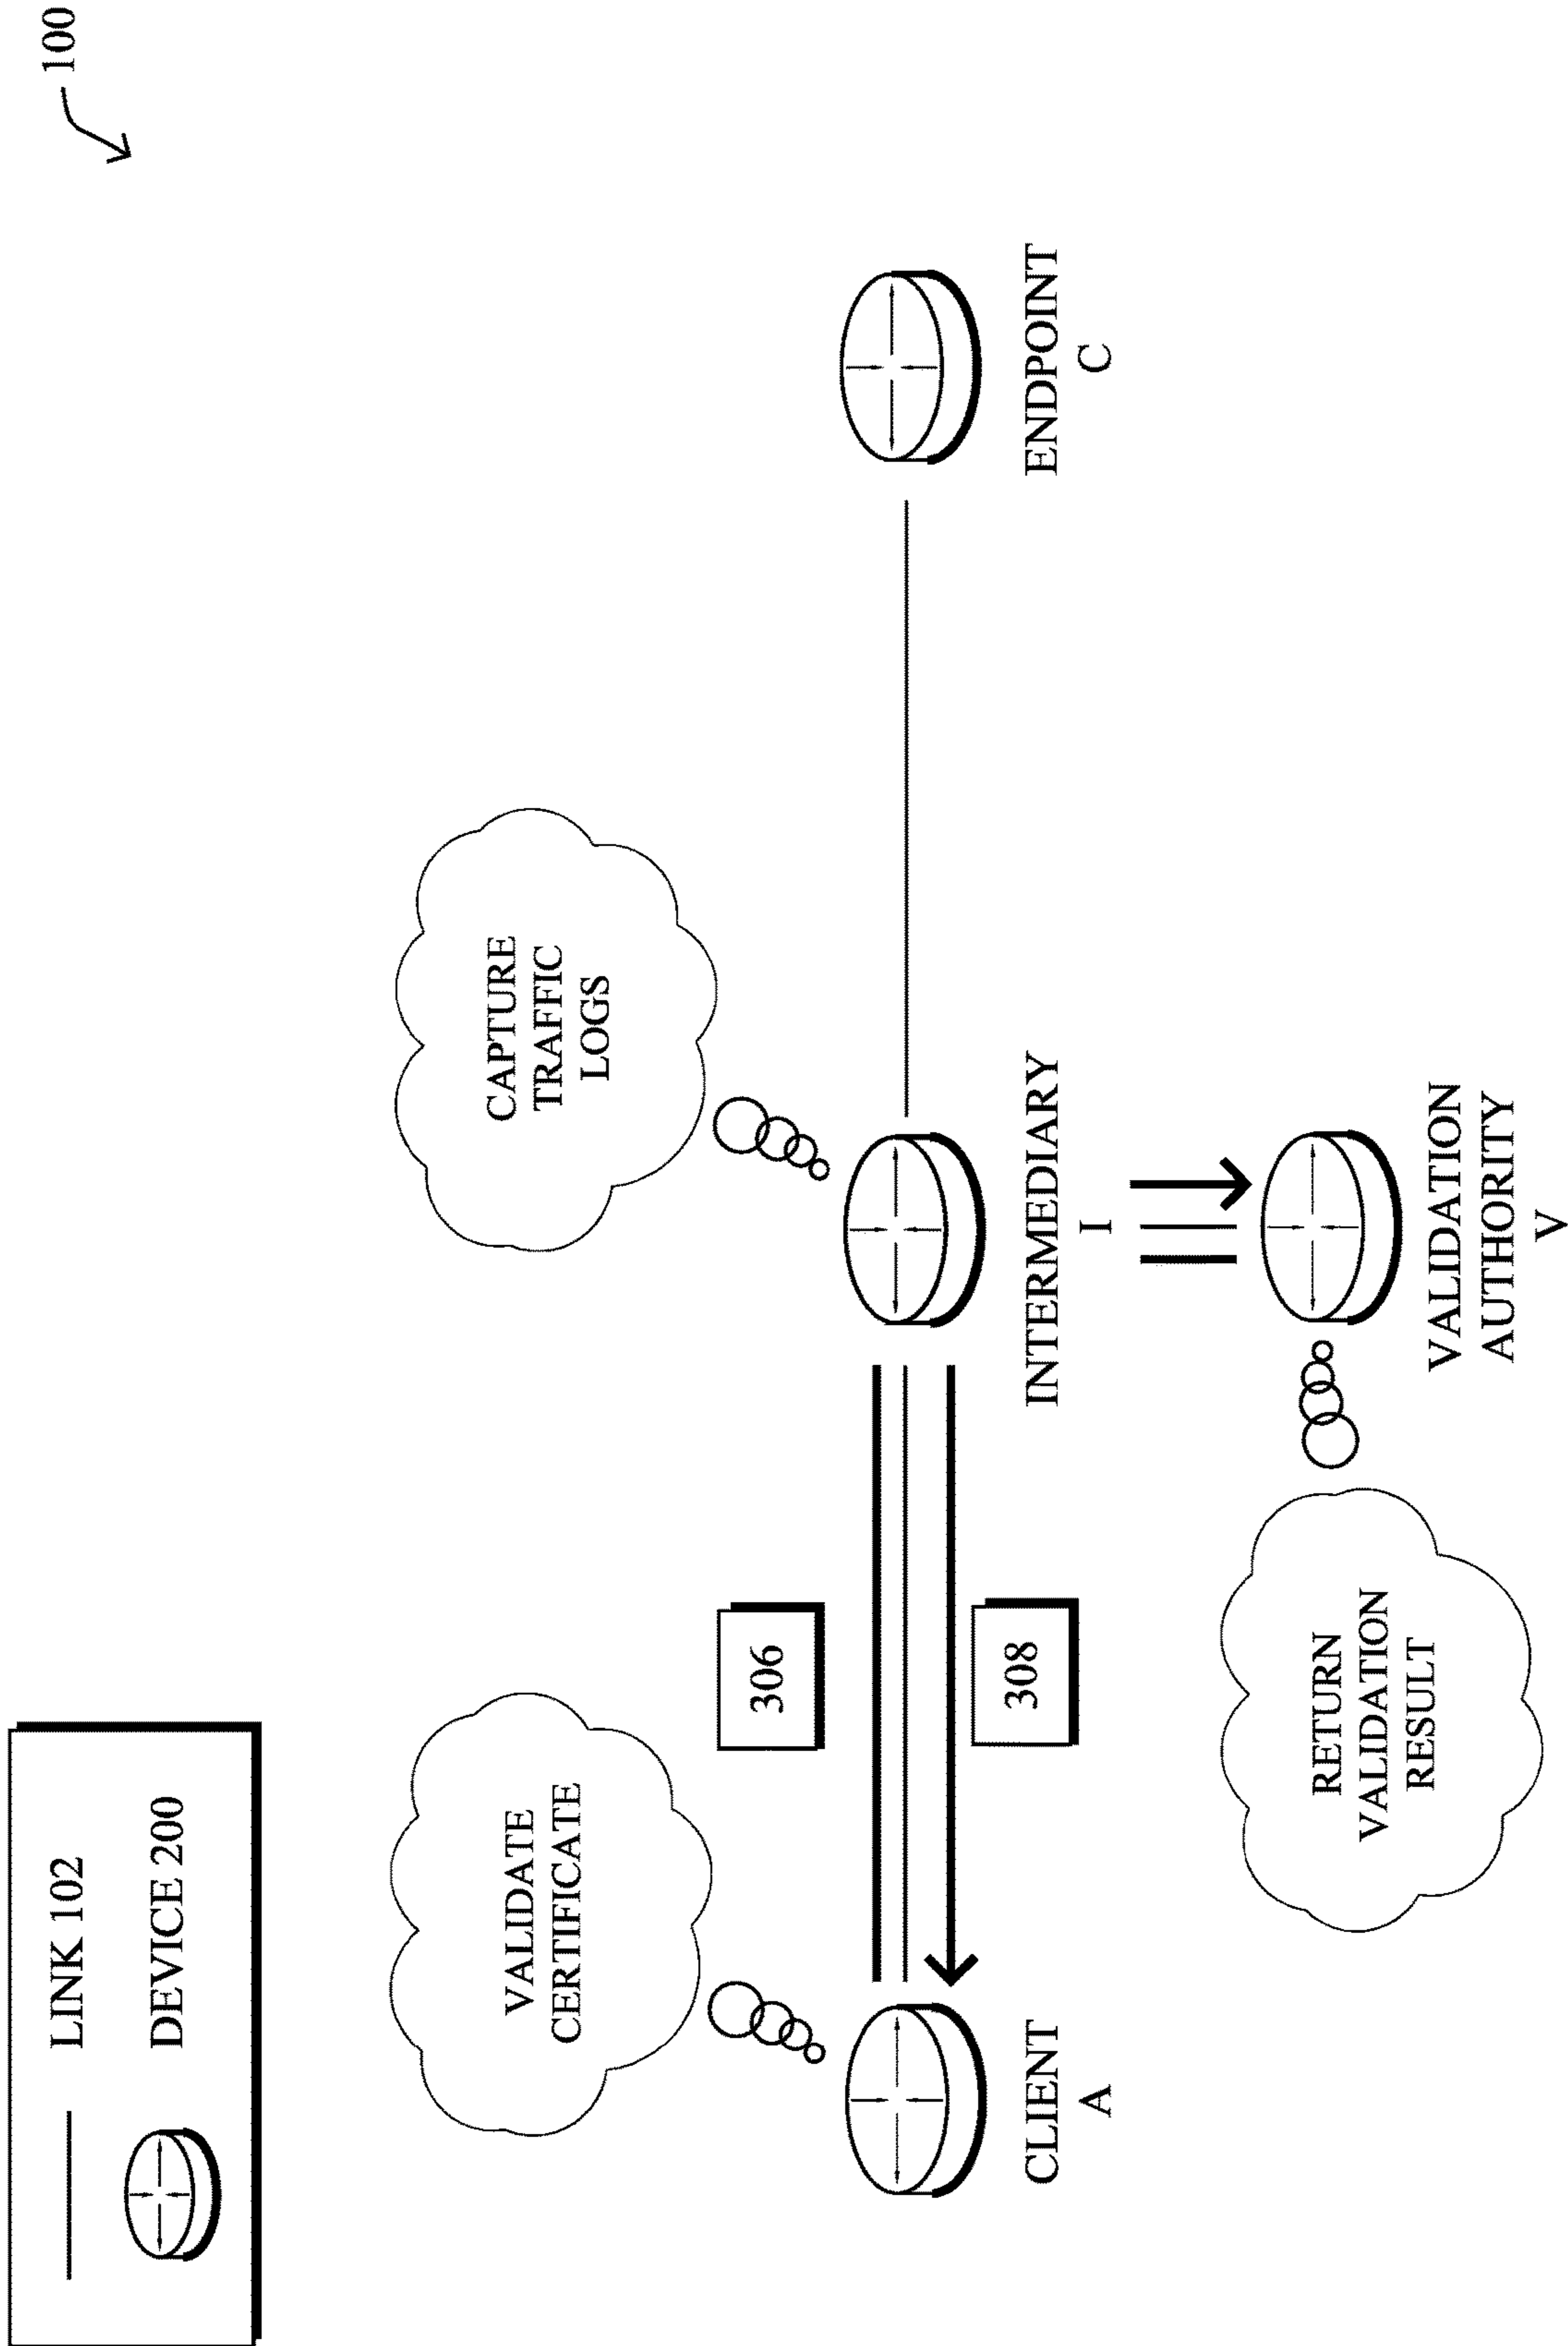 100
LINK 102
DEVICE 200
VALIDATE
CERTIFICATE
CAPTURE
TRAFFIC
LOGS
306
308
CLIENT
A
INTERMEDIARY
I
ENDPOINT
C
RETURN
VALIDATION
RESULT
VALIDATION
AUTHORITY
V